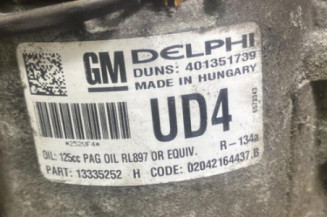 GM DELPHI
DUNS: 401351739
MADE IN HUNGARY
UD4
*252UF4*
OIL: 125cc PAG OIL RL897 OR EQUIV. R-134a
PART: 13335252 H CODE: 02042164437.B